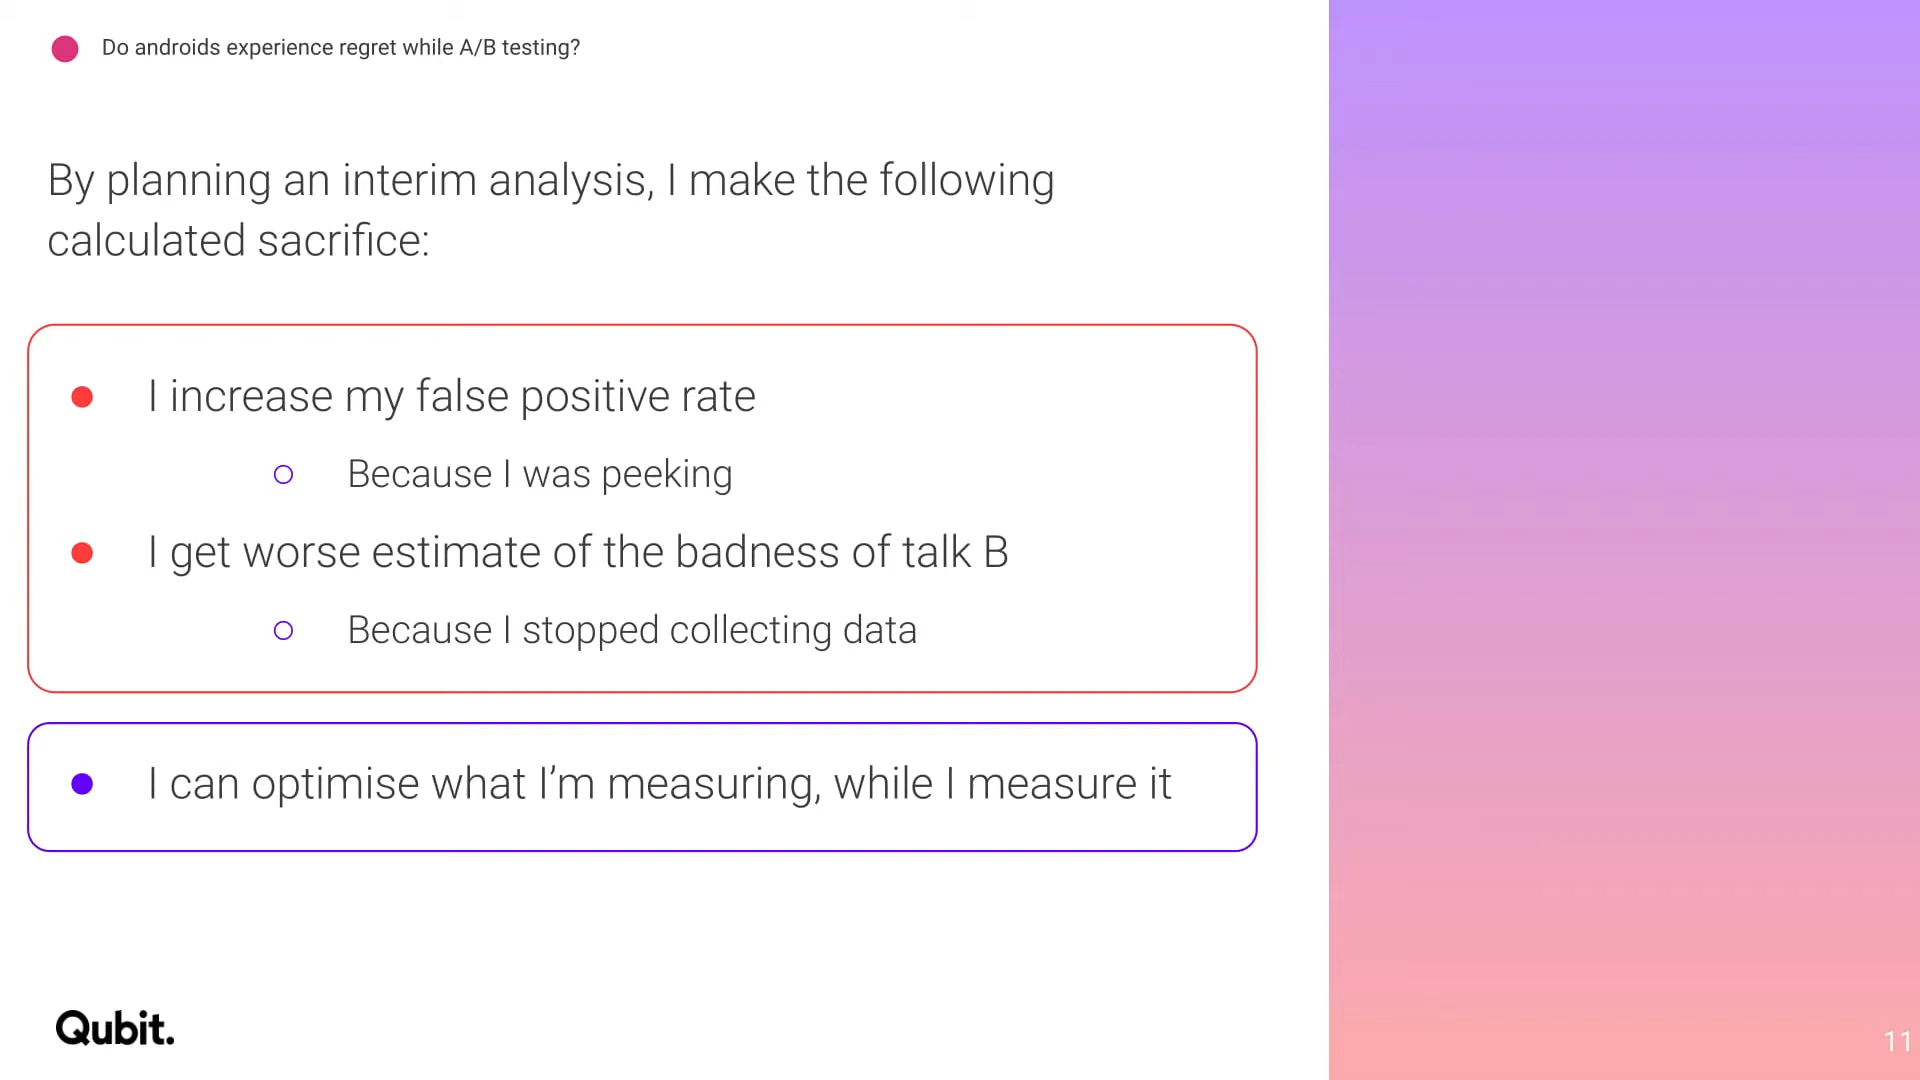 Do androids experience regret while A/B testing?
By planning an interim analysis, I make the following
calculated sacrifice:
I increase my false positive rate
Because I was peeking
I get worse estimate of the badness of talk B
Because I stopped collecting data
I can optimise what I’m measuring, while I measure it
Qubit.
11